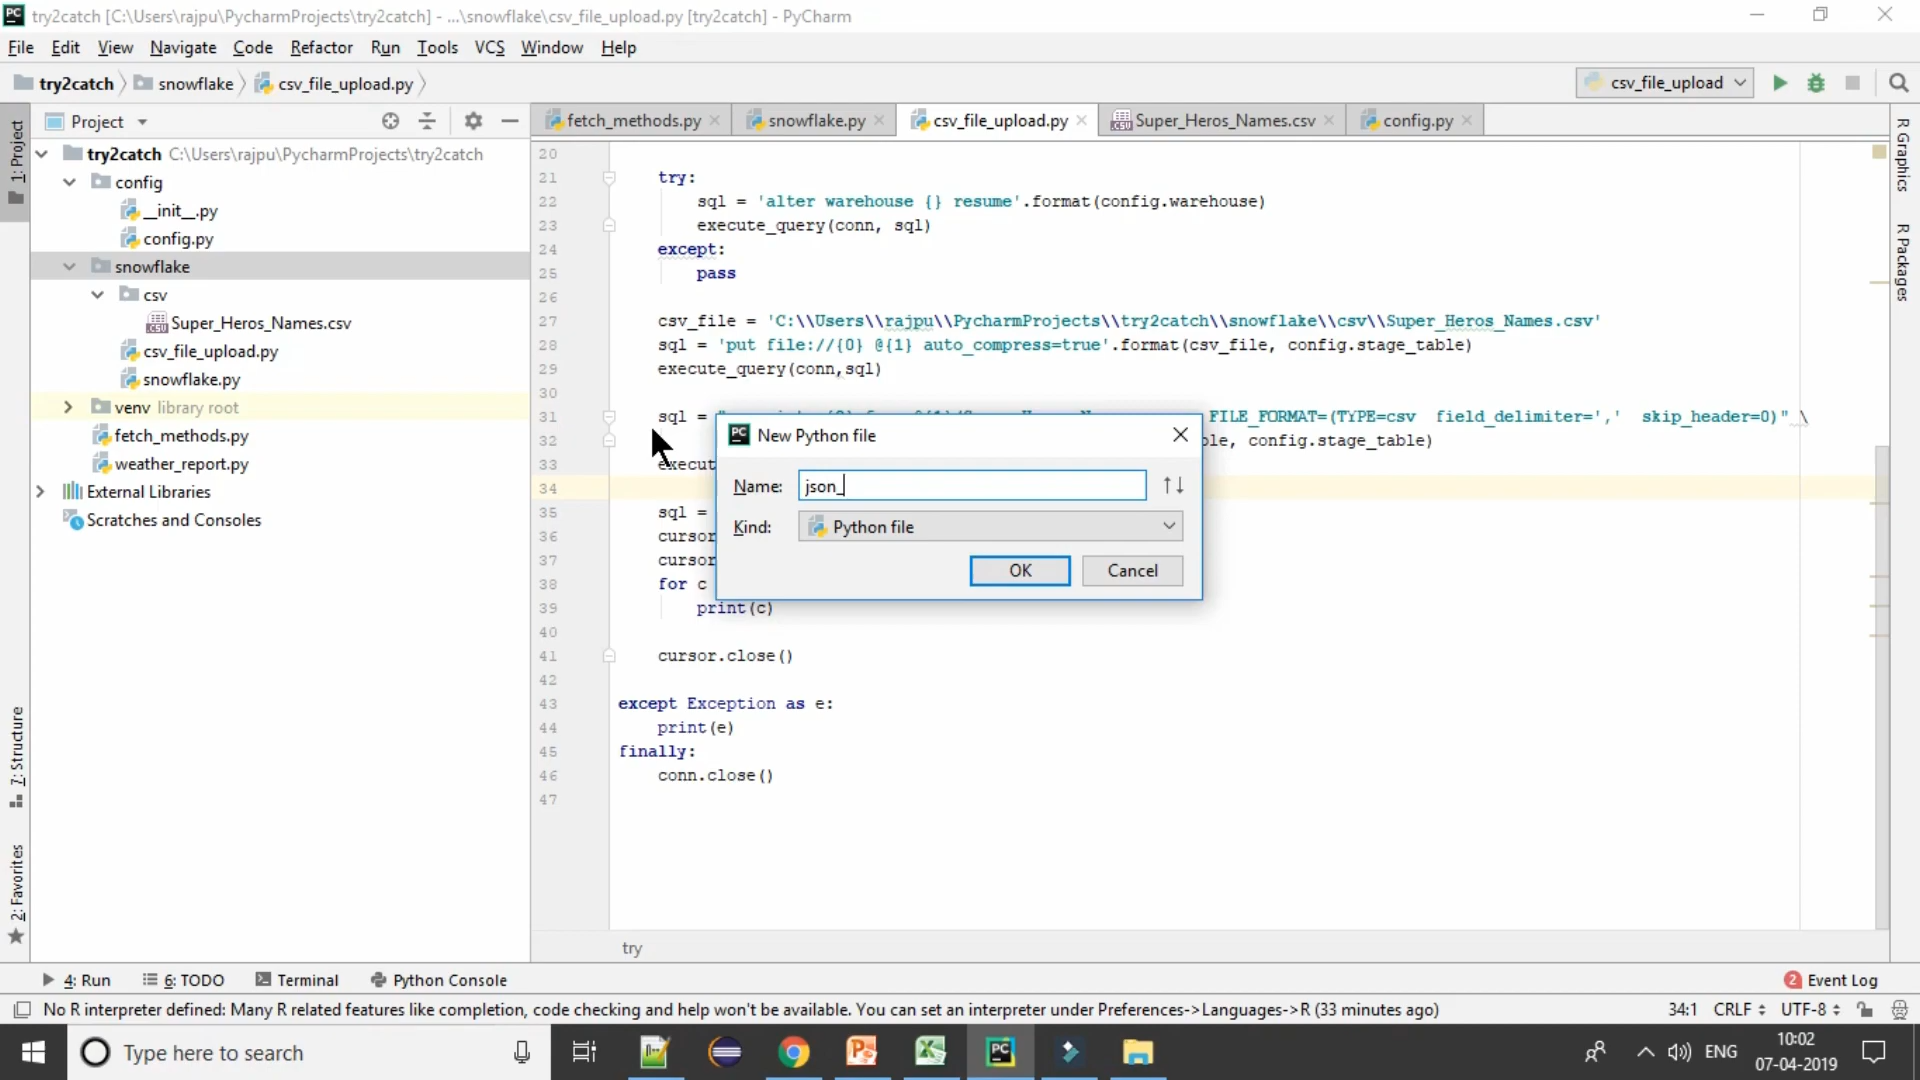 try2catch [C:\Users\rajpu\PycharmProjects\try2catch] - ...\snowflake\csv_file_upload.py [try2catch] - PyCharm
File Edit View Navigate Code Refactor Run Tools VCS Window Help
try2catch snowflake csv_file_upload.py csv_file_upload
Project
fetch_methods.py snowflake.py csv_file_upload.py Super_Heros_Names.csv config.py
1: Project
7: Structure
2: Favorites
try2catch C:\Users\rajpu\PycharmProjects\try2catch
config
__init__.py
config.py
snowflake
csv
Super_Heros_Names.csv
csv_file_upload.py
snowflake.py
venv library root
fetch_methods.py
weather_report.py
External Libraries
Scratches and Consoles
20
21 try:
22 sql = 'alter warehouse {} resume'.format(config.warehouse)
23 execute_query(conn, sql)
24 except:
25 pass
26
27 csv_file = 'C:\\Users\\rajpu\\PycharmProjects\\try2catch\\snowflake\\csv\\Super_Heros_Names.csv'
28 sql = 'put file://{0} @{1} auto_compress=true'.format(csv_file, config.stage_table)
29 execute_query(conn,sql)
30
31 sql = FILE_FORMAT=(TYPE=csv field_delimiter=',' skip_header=0)" \
32 config.stage_table)
33 execut
34
35 sql =
36 cursor
37 cursor
38 for c
39 print(c)
40
41 cursor.close()
42
43 except Exception as e:
44 print(e)
45 finally:
46 conn.close()
47
try
New Python file
Name: json_
Kind: Python file
OK Cancel
R Graphics
R Packages
4: Run 6: TODO Terminal Python Console 2 Event Log
No R interpreter defined: Many R related features like completion, code checking and help won't be available. You can set an interpreter under Preferences->Languages->R (33 minutes ago) 34:1 CRLF UTF-8
Type here to search
ENG
10:02
07-04-2019